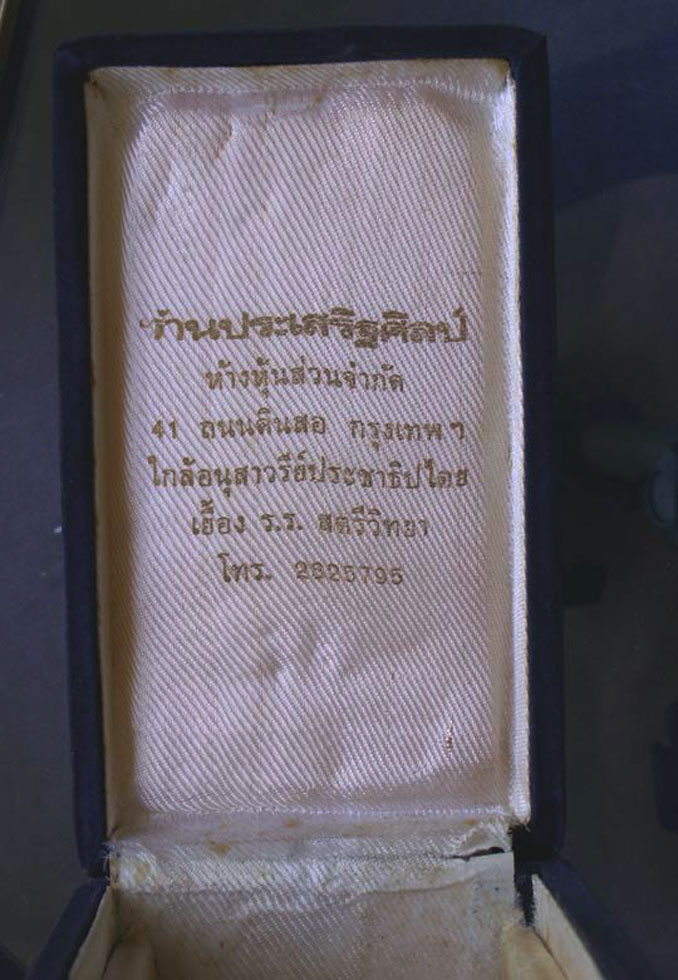 ร้านประเสริฐศิลป์
ห้างหุ้นส่วนจำกัด
41 ถนนดินสอ กรุงเทพฯ
ใกล้อนุสาวรีย์ประชาธิปไตย
เยื้อง ร.ร. สตรีวิทยา
โทร. 2825795